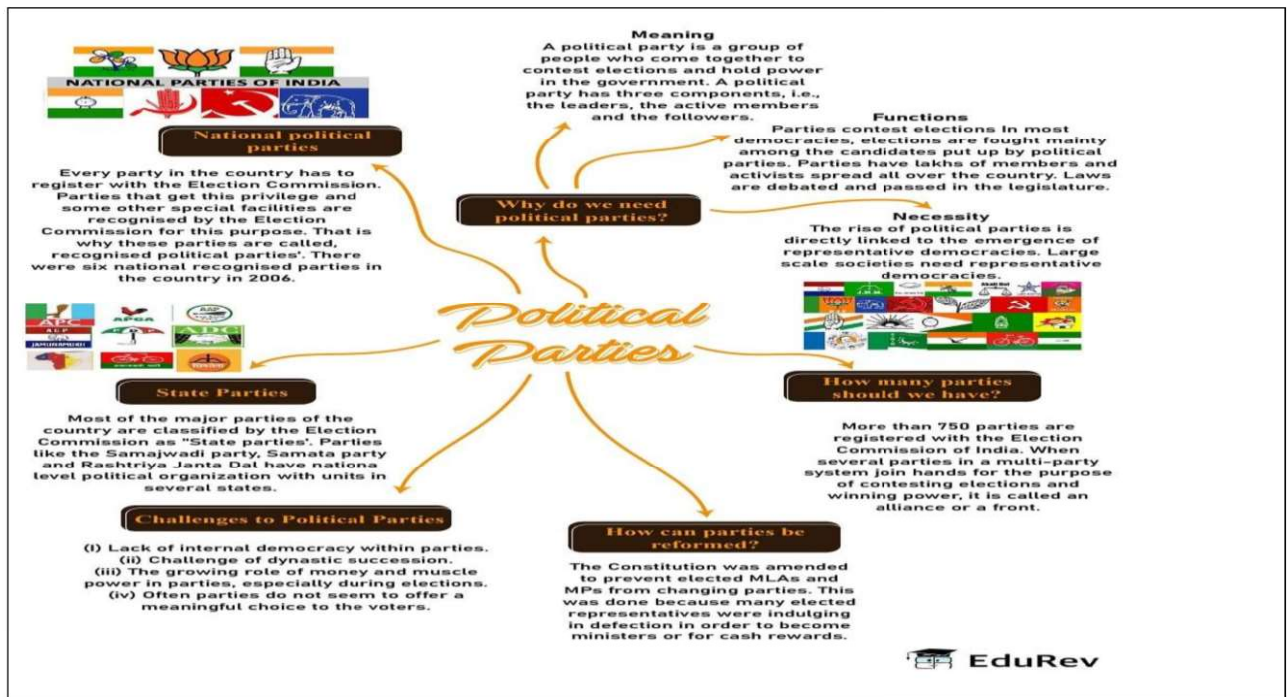 NATIONAL PARTIES OF INDIA
National political
parties
Every party in the country has to
register with the Election Commission.
Parties that get this privilege and
some other special facilities are
recognised by the Election
Commission for this purpose. That is
why these parties are called,
recognised political parties'. There
were six national recognised parties in
the country in 2006.
Meaning
A political party is a group of
people who come together to
contest elections and hold power
in the government. A political
party has three components, i.e.,
the leaders, the active members
and the followers.
Functions
Parties contest elections In most
democracies, elections are fought mainly
among the candidates put up by political
parties. Parties have lakhs of members and
activists spread all over the country. Laws
are debated and passed in the legislature.
Why do we need
political parties?
Necessity
The rise of political parties is
directly linked to the emergence of
representative democracies. Large
scale societies need representative
democracies.
Political
Parties
APC
APGA
ADC
State Parties
Most of the major parties of the
country are classified by the Election
Commission as "State parties'. Parties
like the Samajwadi party, Samata party
and Rashtriya Janta Dal have nationa
level political organization with units in
several states.
How many parties
should we have?
More than 750 parties are
registered with the Election
Commission of India. When
several parties in a multi-party
system join hands for the purpose
of contesting elections and
winning power, it is called an
alliance or a front.
Challenges to Political Parties
(i) Lack of internal democracy within parties.
(ii) Challenge of dynastic succession.
(iii) The growing role of money and muscle
power in parties, especially during elections.
(iv) Often parties do not seem to offer a
meaningful choice to the voters.
How can parties be
reformed?
The Constitution was amended
to prevent elected MLAs and
MPs from changing parties. This
was done because many elected
representatives were indulging
in defection in order to become
ministers or for cash rewards.
EduRev